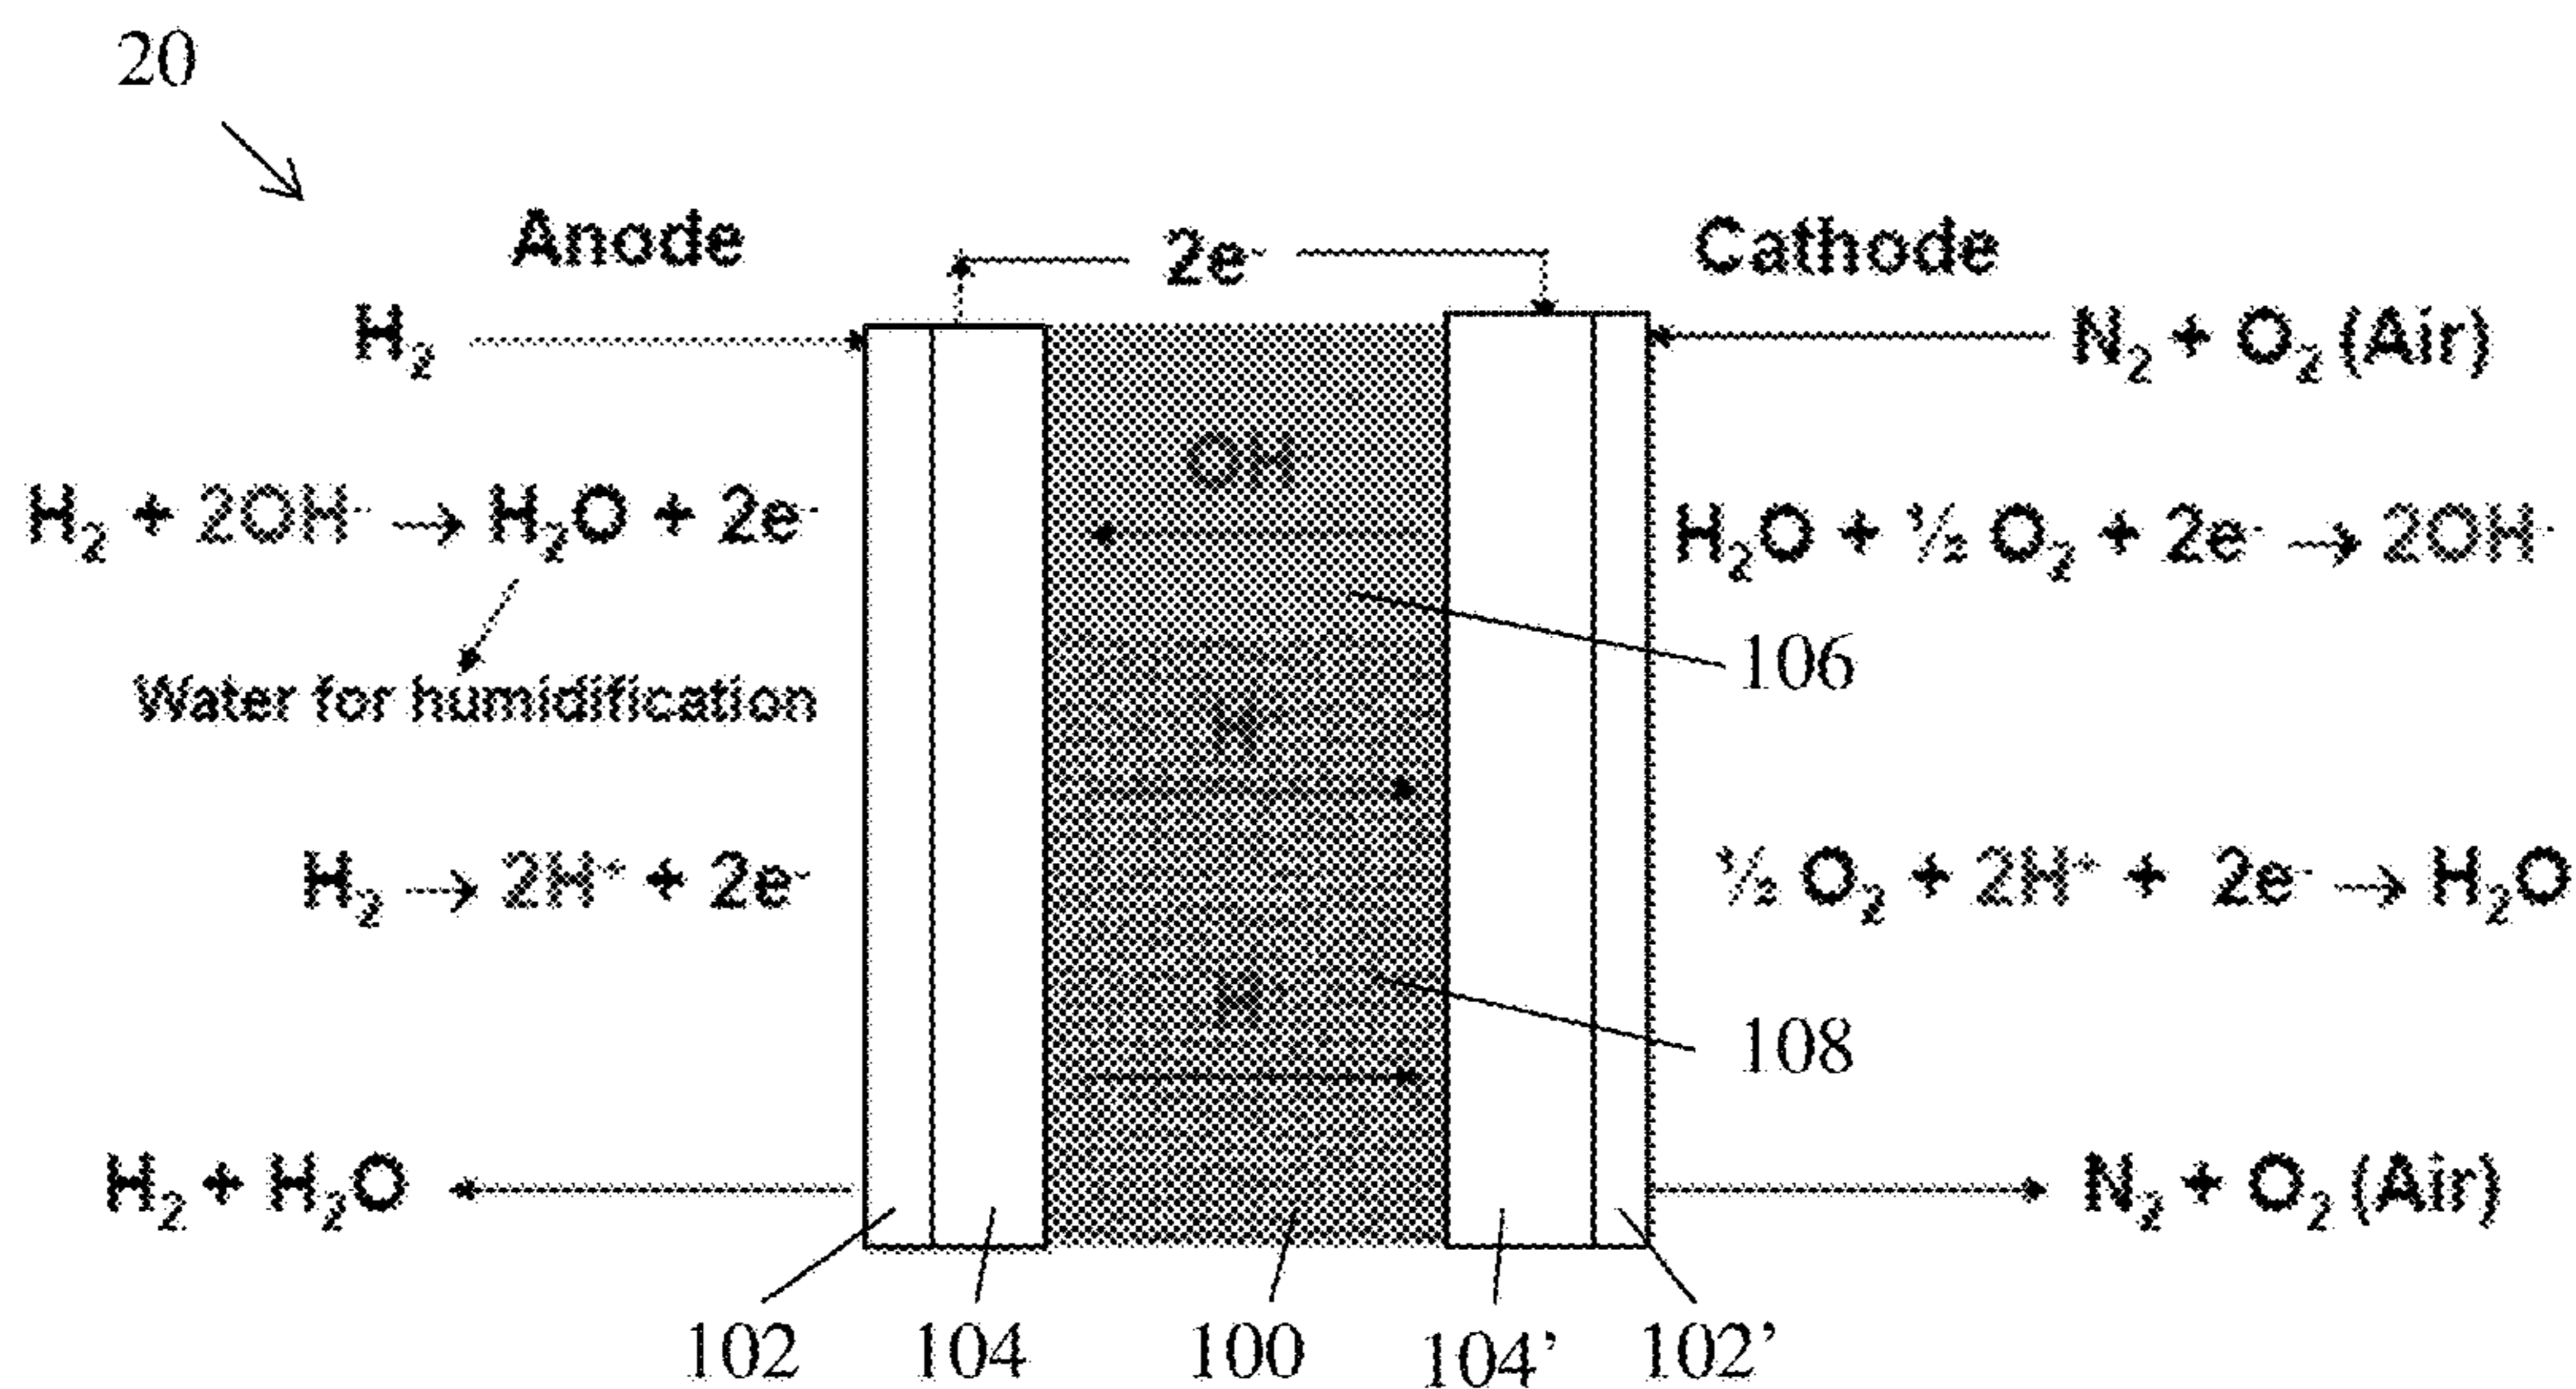 20
Anode 2e⁻ Cathode
H₂ N₂ + O₂ (Air)
OH⁻
H₂ + 2OH⁻ → H₂O + 2e⁻ H₂O + ½ O₂ + 2e⁻ → 2OH⁻
106
Water for humidification
H
H₂ → 2H⁺ + 2e⁻ ½ O₂ + 2H⁺ + 2e⁻ → H₂O
H
108
H₂ + H₂O N₂ + O₂ (Air)
102 104 100 104' 102'